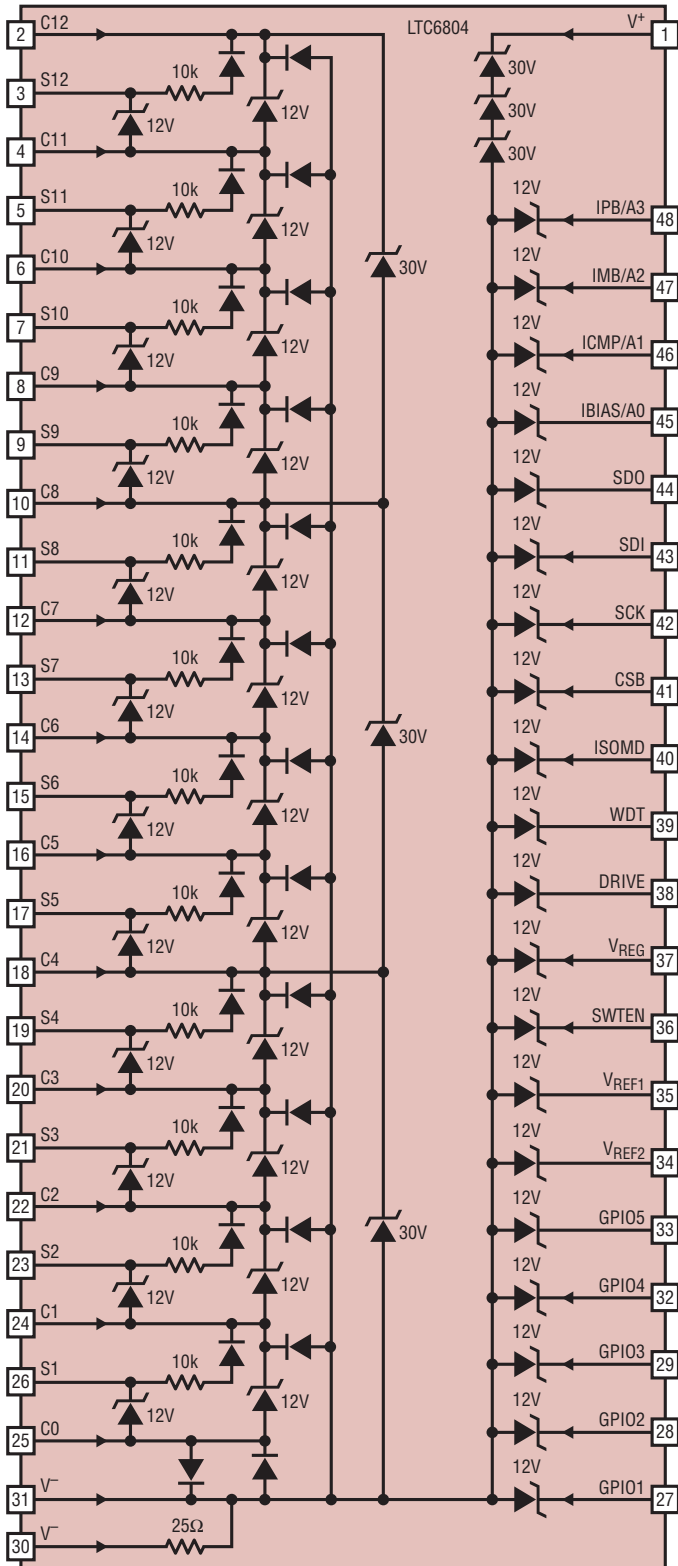 LTC6804
2 C12
10k
3 S12
12V
12V
4 C11
10k
5 S11
12V
12V
6 C10
10k
7 S10
12V
12V
8 C9
10k
9 S9
12V
12V
10 C8
10k
11 S8
12V
12V
12 C7
10k
13 S7
12V
12V
14 C6
10k
15 S6
12V
12V
16 C5
10k
17 S5
12V
12V
18 C4
10k
19 S4
12V
12V
20 C3
10k
21 S3
12V
12V
22 C2
10k
23 S2
12V
12V
24 C1
10k
26 S1
12V
12V
25 C0
31 V–
30 V–
25Ω
30V
30V
30V
V+ 1
30V
30V
30V
12V
IPB/A3 48
12V
IMB/A2 47
12V
ICMP/A1 46
12V
IBIAS/A0 45
12V
SDO 44
12V
SDI 43
12V
SCK 42
12V
CSB 41
12V
ISOMD 40
12V
WDT 39
12V
DRIVE 38
12V
VREG 37
12V
SWTEN 36
12V
VREF1 35
12V
VREF2 34
12V
GPIO5 33
12V
GPIO4 32
12V
GPIO3 29
12V
GPIO2 28
12V
GPIO1 27